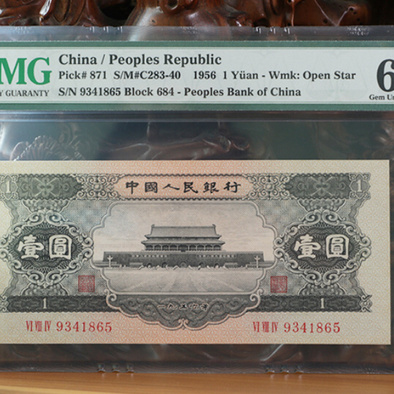 MG
China / Peoples Republic
Pick# 871 S/M#C283-40 1956 1 Yüan - Wmk: Open Star
S/N 9341865 Block 684 - Peoples Bank of China
Y GUARANTY
6
Gem Un
1
中國人民銀行
1
壹圓
壹圓
1
1
VI VIII IV 9341865
VI VIII IV 9341865